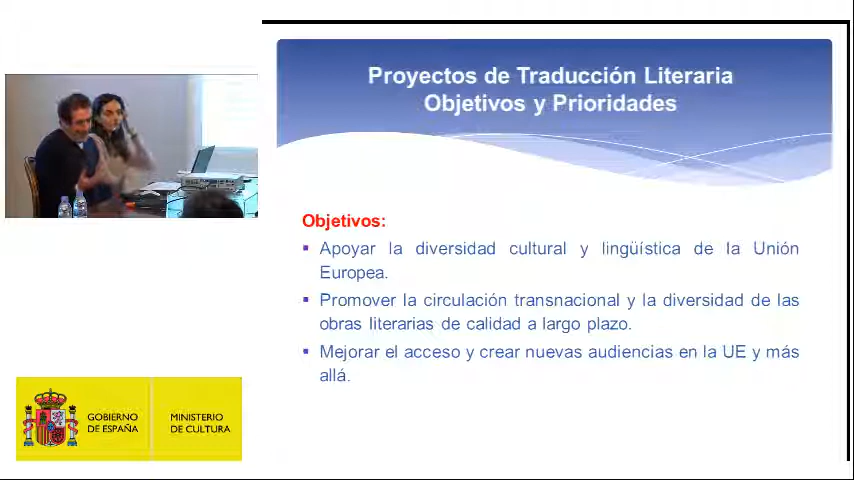 Proyectos de Traducción Literaria
Objetivos y Prioridades
Objetivos:
Apoyar la diversidad cultural y lingüística de la Unión
Europea.
Promover la circulación transnacional y la diversidad de las
obras literarias de calidad a largo plazo.
Mejorar el acceso y crear nuevas audiencias en la UE y más
allá.
GOBIERNO
DE ESPAÑA
MINISTERIO
DE CULTURA